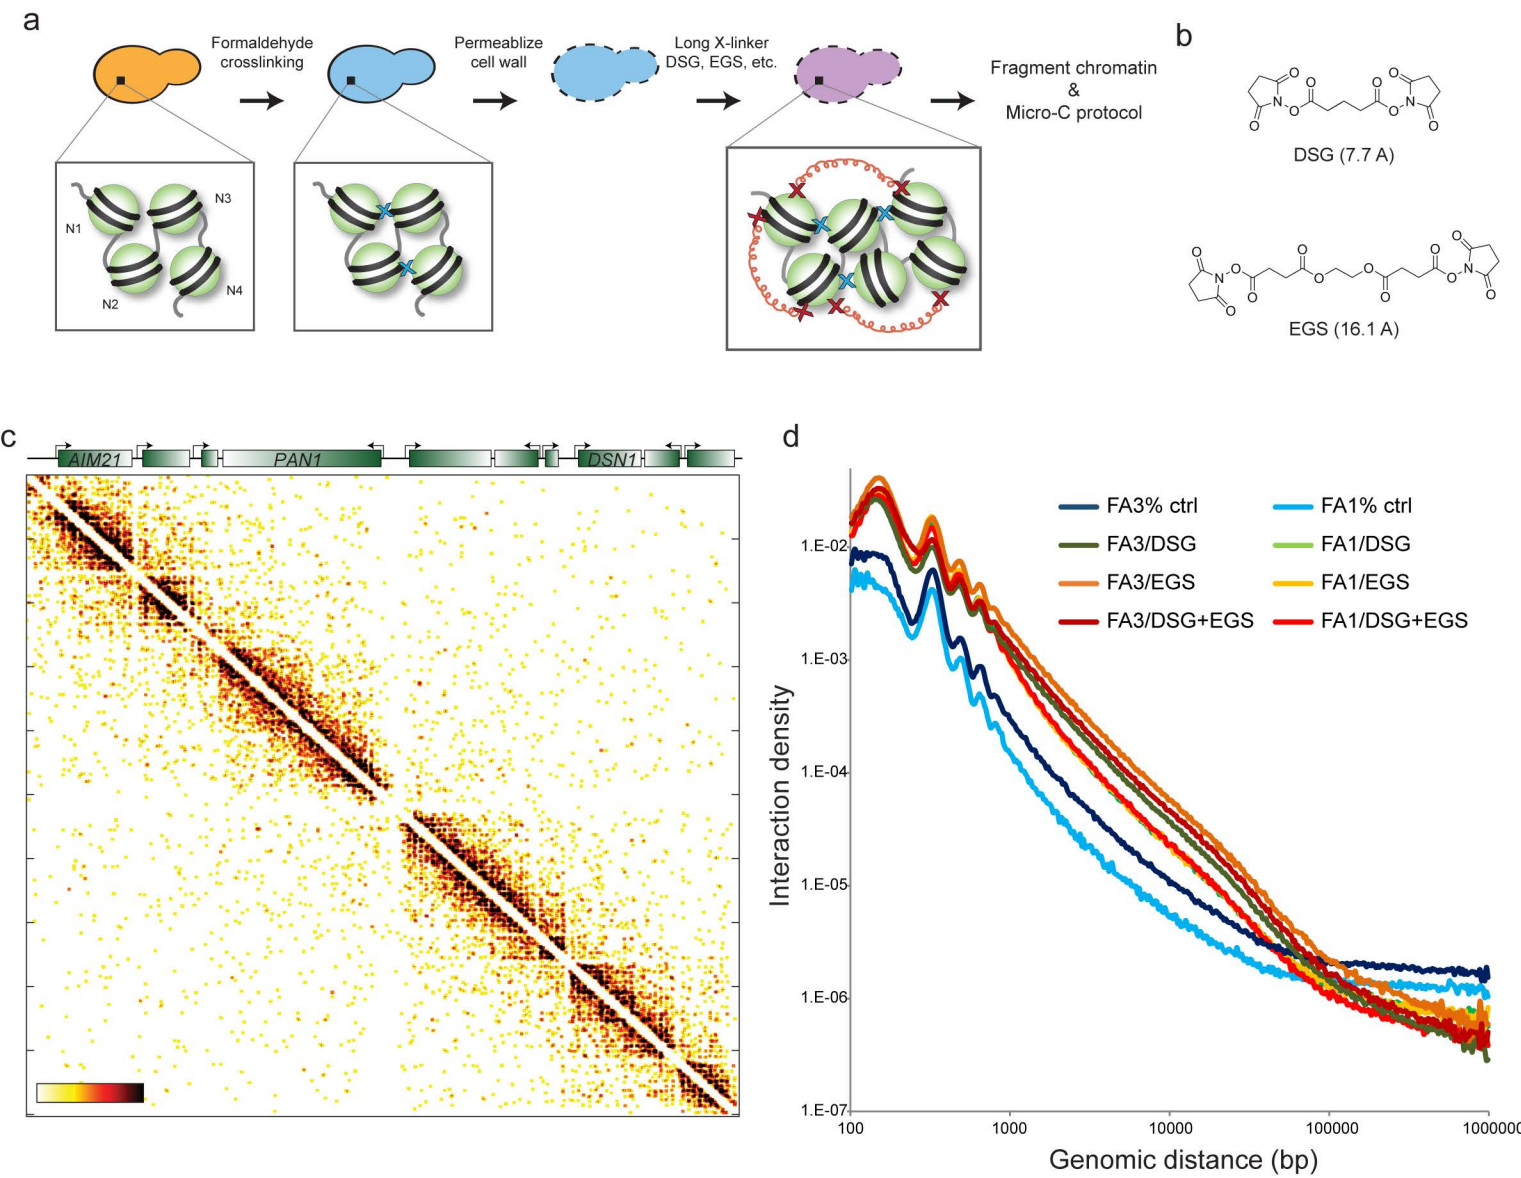 a
Formaldehyde
crosslinking
Permeablize
cell wall
Long X-linker
DSG, EGS, etc.
Fragment chromatin
&
Micro-C protocol
N1
N2
N3
N4
b
O
O
O
O
N
O
O
N
O
O
DSG (7.7 A)
O
O
O
O
O
N
O
O
O
N
O
O
O
O
O
EGS (16.1 A)
c
AIM21
PAN1
DSN1
d
FA3% ctrl
FA1% ctrl
FA3/DSG
FA1/DSG
FA3/EGS
FA1/EGS
FA3/DSG+EGS
FA1/DSG+EGS
Interaction density
1.E-02
1.E-03
1.E-04
1.E-05
1.E-06
1.E-07
100
1000
10000
100000
1000000
Genomic distance (bp)